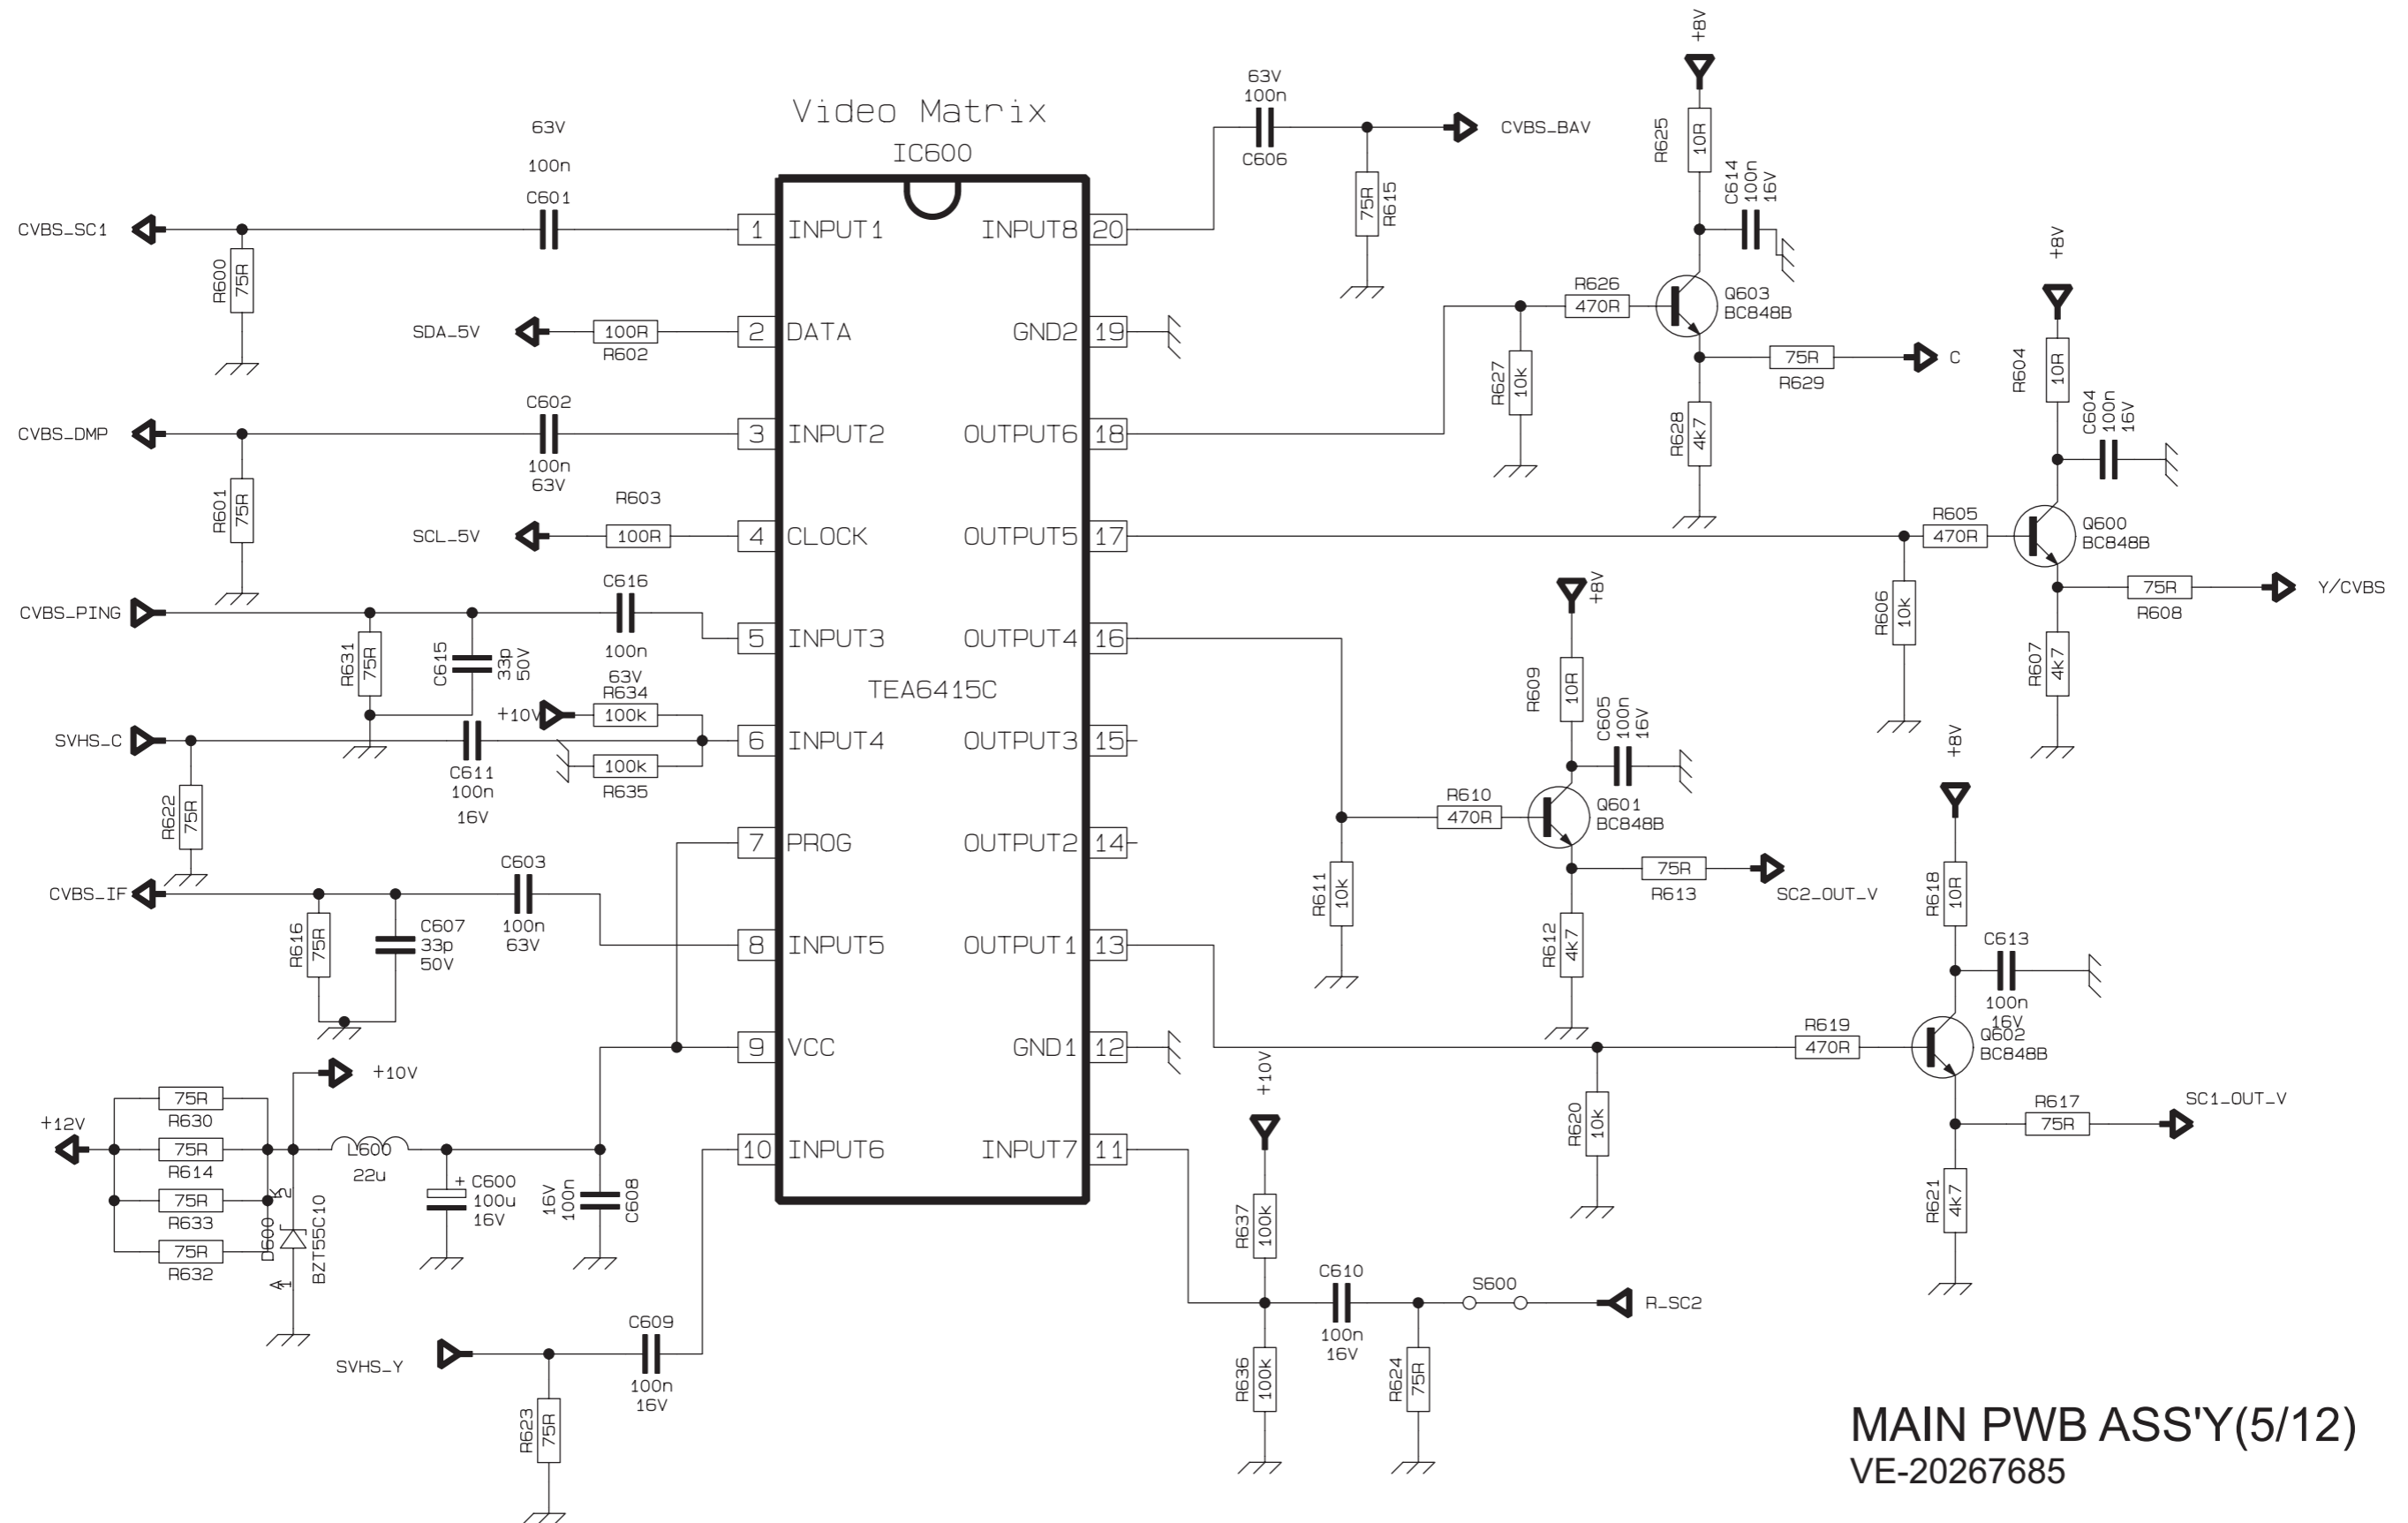 Video Matrix
IC600
TEA6415C
1 INPUT1
2 DATA
3 INPUT2
4 CLOCK
5 INPUT3
6 INPUT4
7 PROG
8 INPUT5
9 VCC
10 INPUT6
INPUT8 20
GND2 19
OUTPUT6 18
OUTPUT5 17
OUTPUT4 16
OUTPUT3 15
OUTPUT2 14
OUTPUT1 13
GND1 12
INPUT7 11
63V
100n
C601
CVBS_SC1
R600
75R
SDA_5V
100R
R602
C602
CVBS_DMP
100n
63V
R601
75R
R603
SCL_5V
100R
C616
CVBS_PING
100n
63V
R631
75R
C615
33p
50V
R634
+10V
100k
SVHS_C
C611
100n
16V
100k
R635
R622
75R
C603
CVBS_IF
100n
63V
R616
75R
C607
33p
50V
+10V
+12V
75R
R630
75R
R614
75R
R633
75R
R632
L600
22u
K
2
D600
BZT55C10
A
1
+ C600
100u
16V
16V
100n
C608
SVHS_Y
C609
100n
16V
R623
75R
63V
100n
C606
CVBS_BAV
75R
R615
+8V
R625
10R
C614
100n
16V
R626
470R
Q603
BC848B
R627
10k
75R
R629
C
R628
4k7
+8V
R604
10R
C604
100n
16V
R605
470R
Q600
BC848B
R606
10k
75R
R608
Y/CVBS
R607
4k7
+8V
R609
10R
C605
100n
16V
R610
470R
Q601
BC848B
R611
10k
75R
R613
SC2_OUT_V
R612
4k7
+8V
R618
10R
C613
100n
16V
R619
470R
Q602
BC848B
R620
10k
R617
75R
SC1_OUT_V
R621
4k7
+10V
R637
100k
C610
100n
16V
S600
R_SC2
R636
100k
R624
75R
MAIN PWB ASS'Y(5/12)
VE-20267685